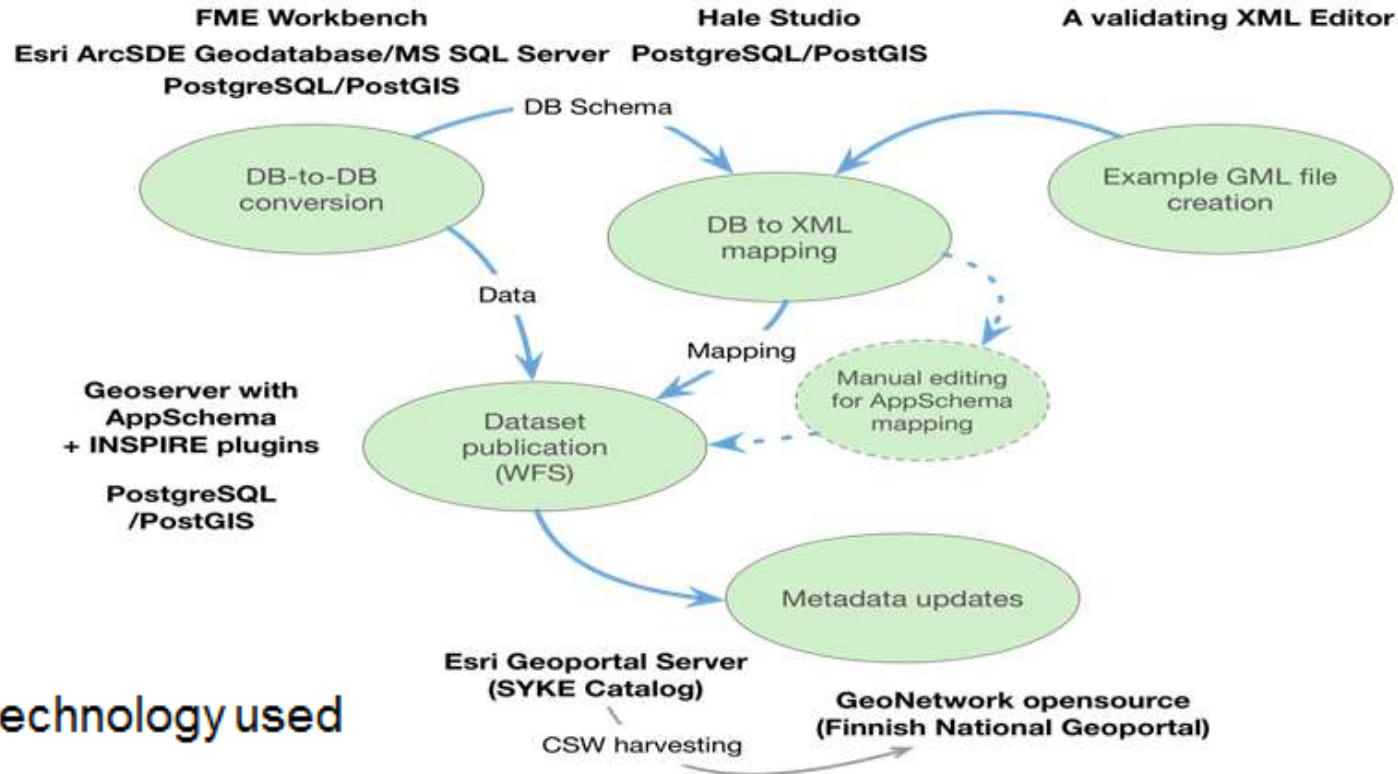 FME Workbench
Hale Studio
A validating XML Editor
Esri ArcSDE Geodatabase/MS SQL Server
PostgreSQL/PostGIS
PostgreSQL/PostGIS
DB Schema
DB-to-DB
conversion
DB to XML
mapping
Example GML file
creation
Data
Mapping
Manual editing
for AppSchema
mapping
Geoserver with
AppSchema
+ INSPIRE plugins
PostgreSQL
/PostGIS
Dataset
publication
(WFS)
Metadata updates
Esri Geoportal Server
(SYKE Catalog)
GeoNetwork opensource
(Finnish National Geoportal)
CSW harvesting
echnology used